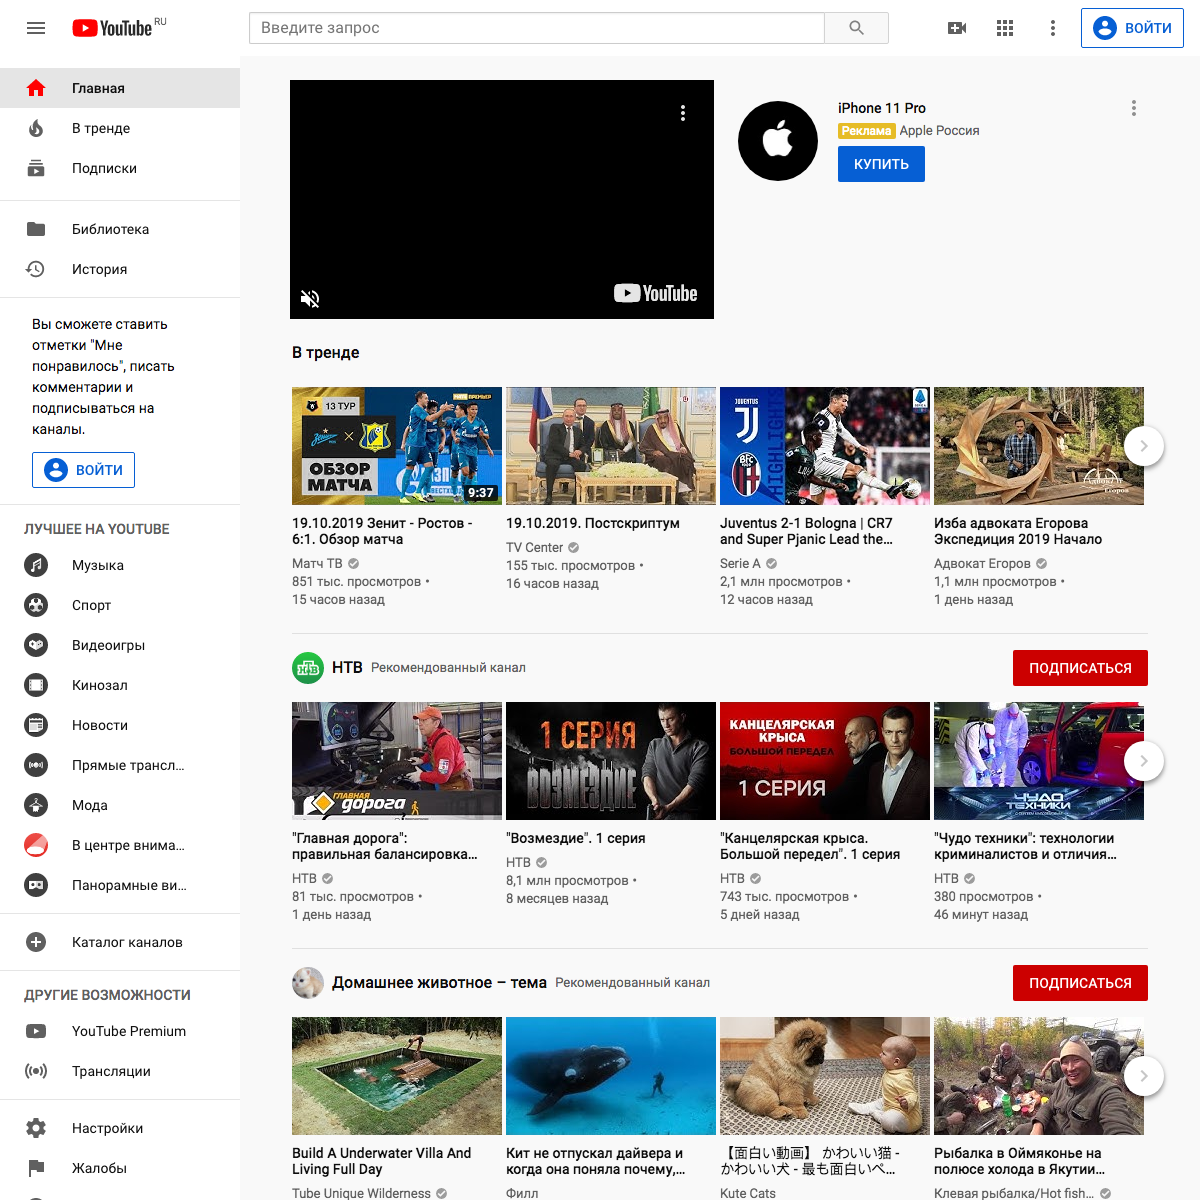 YouTube RU
Введите запрос
ВОЙТИ
Главная
В тренде
Подписки
Библиотека
История
Вы сможете ставить
отметки "Мне
понравилось", писать
комментарии и
подписываться на
каналы.
ВОЙТИ
ЛУЧШЕЕ НА YOUTUBE
Музыка
Спорт
Видеоигры
Кинозал
Новости
Прямые трансл...
Мода
В центре внима...
Панорамные ви...
Каталог каналов
ДРУГИЕ ВОЗМОЖНОСТИ
YouTube Premium
Трансляции
Настройки
Жалобы
YouTube
iPhone 11 Pro
Реклама Apple Россия
КУПИТЬ
В тренде
13 ТУР
ОБЗОР
МАТЧА
9:37
JUVENTUS
BFC
HIGHLIGHT
АДВОКАТ
Егоров
19.10.2019 Зенит - Ростов -
6:1. Обзор матча
Матч ТВ
851 тыс. просмотров •
15 часов назад
19.10.2019. Постскриптум
TV Center
155 тыс. просмотров •
16 часов назад
Juventus 2-1 Bologna | CR7
and Super Pjanic Lead the...
Serie A
2,1 млн просмотров •
12 часов назад
Изба адвоката Егорова
Экспедиция 2019 Начало
Адвокат Егоров
1,1 млн просмотров •
1 день назад
НТВ
НТВ Рекомендованный канал
ПОДПИСАТЬСЯ
ГЛАВНАЯ
дорога
1 СЕРИЯ
ВОЗМЕЗДИЕ
КАНЦЕЛЯРСКАЯ
КРЫСА
БОЛЬШОЙ ПЕРЕДЕЛ
1 СЕРИЯ
ЧУДО
ТЕХНИКИ
"Главная дорога":
правильная балансировка...
НТВ
81 тыс. просмотров •
1 день назад
"Возмездие". 1 серия
НТВ
8,1 млн просмотров •
8 месяцев назад
"Канцелярская крыса.
Большой передел". 1 серия
НТВ
743 тыс. просмотров •
5 дней назад
"Чудо техники": технологии
криминалистов и отличия...
НТВ
380 просмотров •
46 минут назад
Домашнее животное – тема Рекомендованный канал
ПОДПИСАТЬСЯ
Build A Underwater Villa And
Living Full Day
Tube Unique Wilderness
Кит не отпускал дайвера и
когда она поняла почему,...
Филл
【面白い動画】 かわいい猫 -
かわいい犬 - 最も面白いペ...
Kute Cats
Рыбалка в Оймяконье на
полюсе холода в Якутии...
Клевая рыбалка/Hot fish...